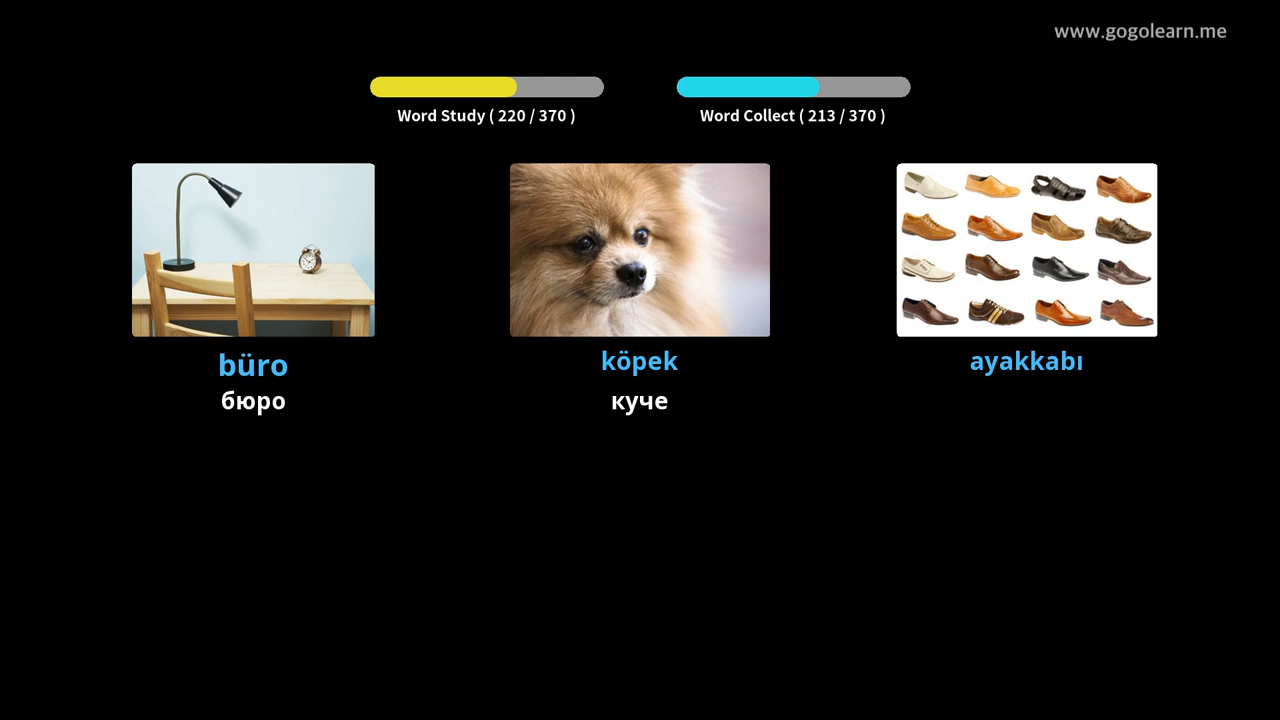 www.gogolearn.me
Word Study ( 220 / 370 )
Word Collect ( 213 / 370 )
büro
köpek
ayakkabı
бюро
куче